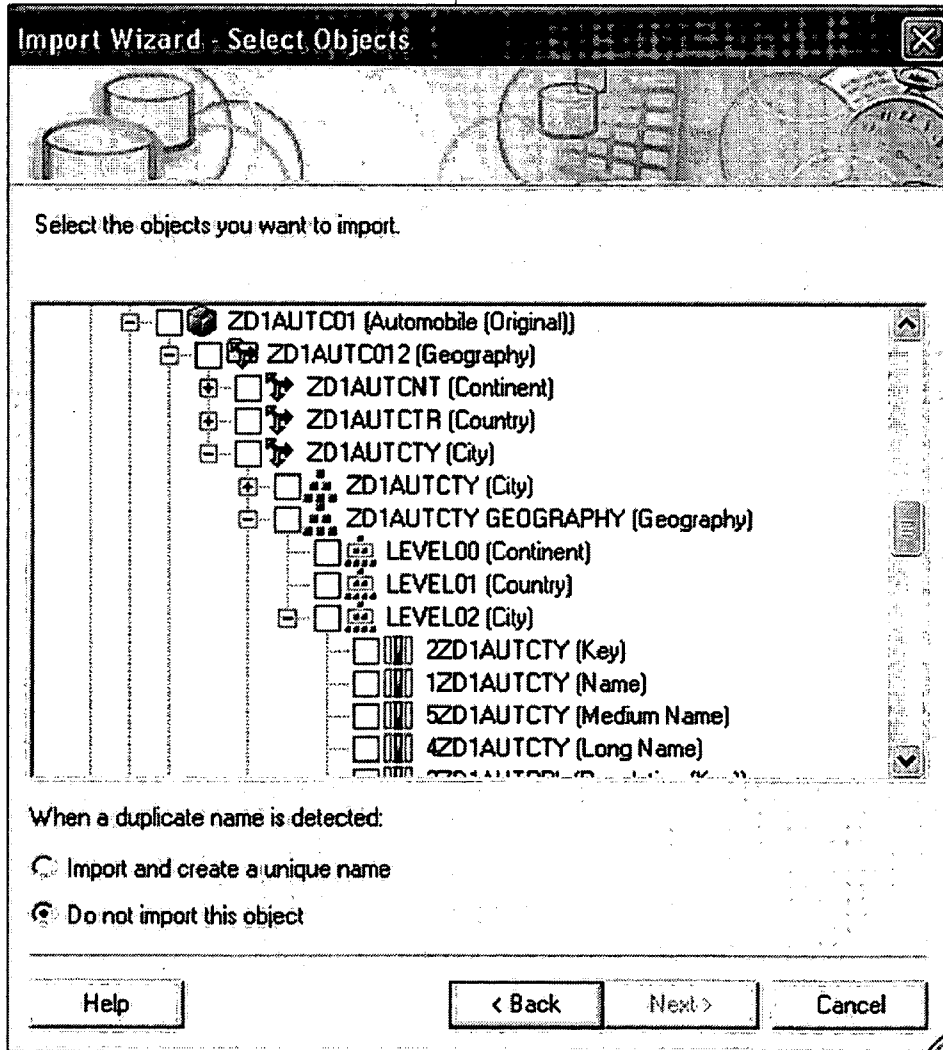 Import Wizard - Select Objects
Select the objects you want to import.
ZD1AUTC01 (Automobile (Original))
ZD1AUTC012 (Geography)
ZD1AUTCNT (Continent)
ZD1AUTCTR (Country)
ZD1AUTCTY (City)
ZD1AUTCTY (City)
ZD1AUTCTY GEOGRAPHY (Geography)
LEVEL00 (Continent)
LEVEL01 (Country)
LEVEL02 (City)
2ZD1AUTCTY (Key)
1ZD1AUTCTY (Name)
5ZD1AUTCTY (Medium Name)
4ZD1AUTCTY (Long Name)
When a duplicate name is detected:
Import and create a unique name
Do not import this object
Help
< Back
Next >
Cancel